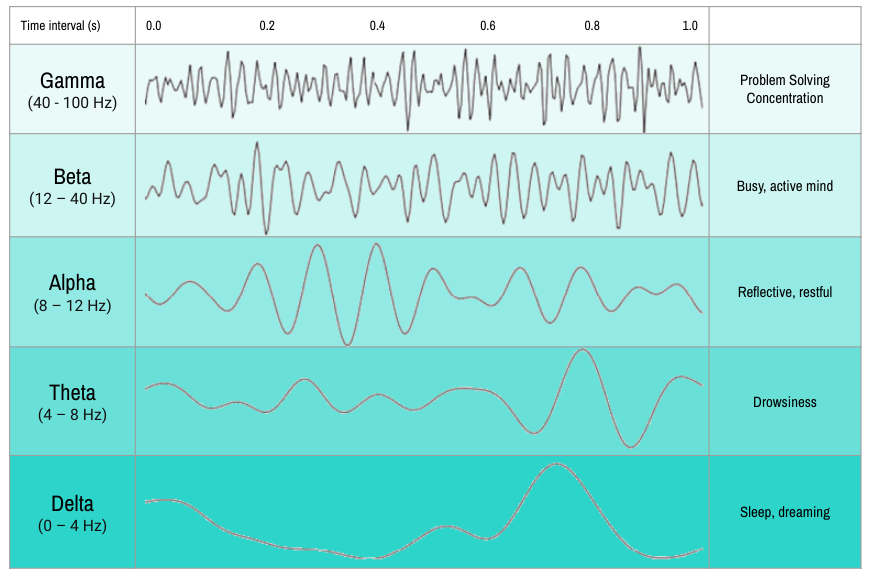 Time interval (s) 0.0 0.2 0.4 0.6 0.8 1.0
Gamma
(40 - 100 Hz)
Problem Solving
Concentration
Beta
(12 – 40 Hz)
Busy, active mind
Alpha
(8 – 12 Hz)
Reflective, restful
Theta
(4 – 8 Hz)
Drowsiness
Delta
(0 – 4 Hz)
Sleep, dreaming